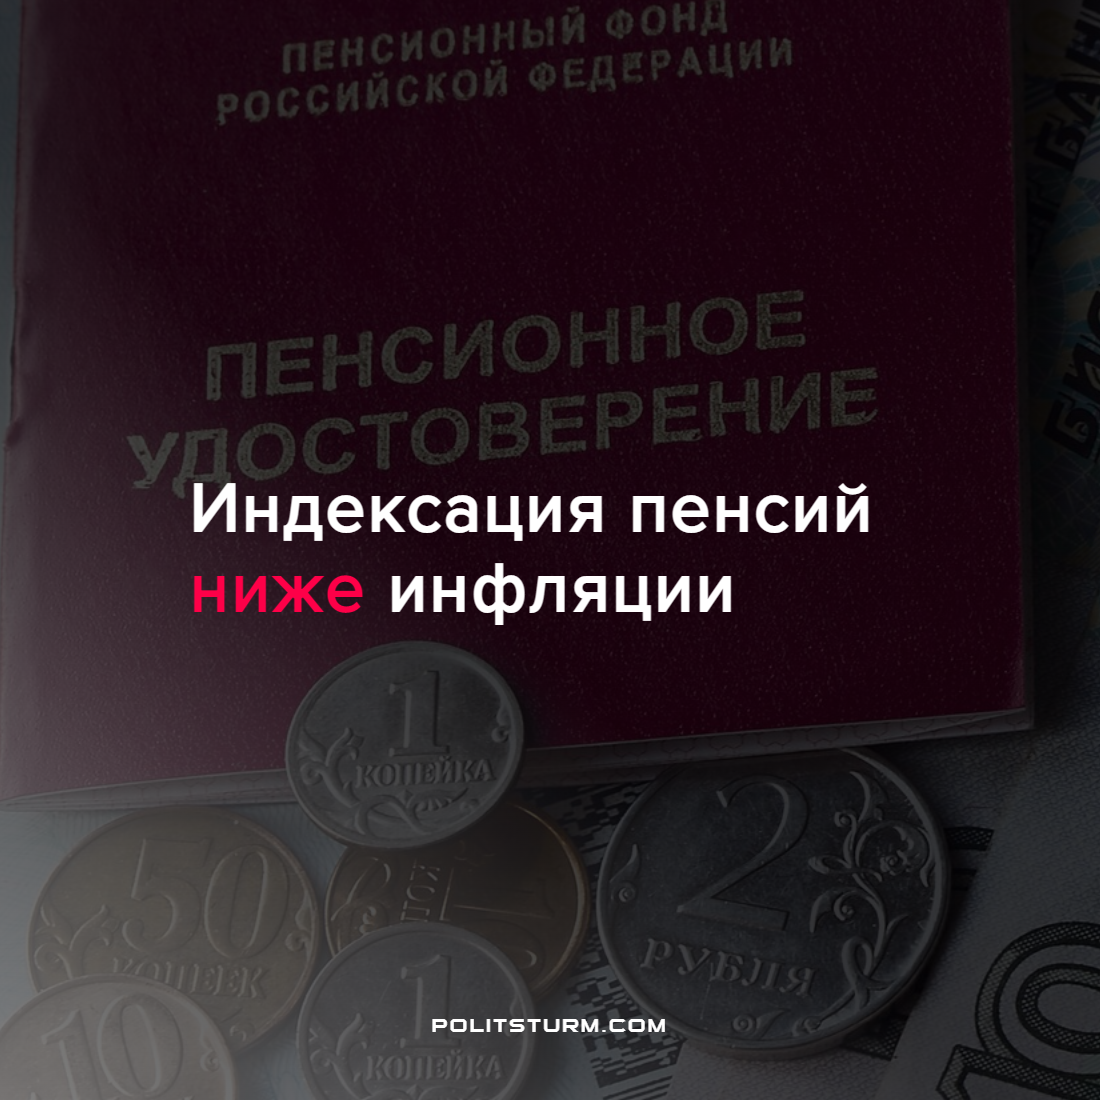 ПЕНСИОННЫЙ ФОНД
РОССИЙСКОЙ ФЕДЕРАЦИИ
ПЕНСИОННОЕ
УДОСТОВЕРЕНИЕ
Индексация пенсий
ниже инфляции
1
КОПЕЙКА
50
КОПЕЕК
2
РУБЛЯ
10
1
КОПЕЙКА
POLITSTURM.COM